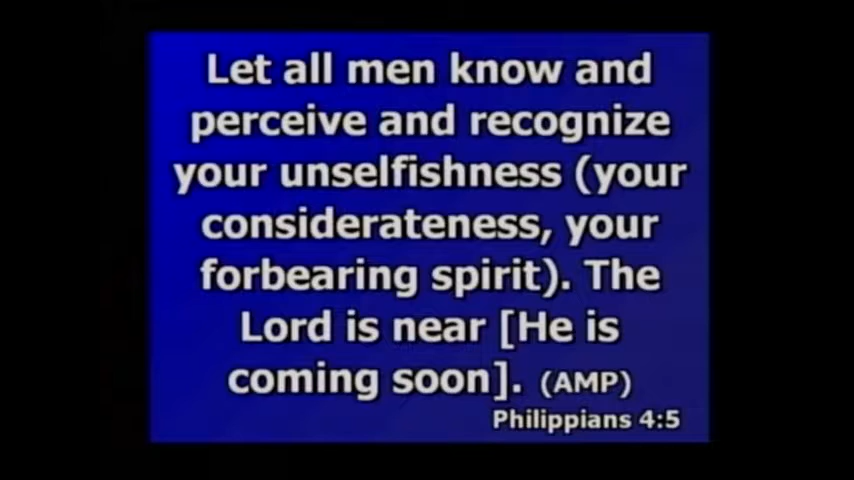 Let all men know and
perceive and recognize
your unselfishness (your
considerateness, your
forbearing spirit). The
Lord is near [He is
coming soon]. (AMP)
Philippians 4:5